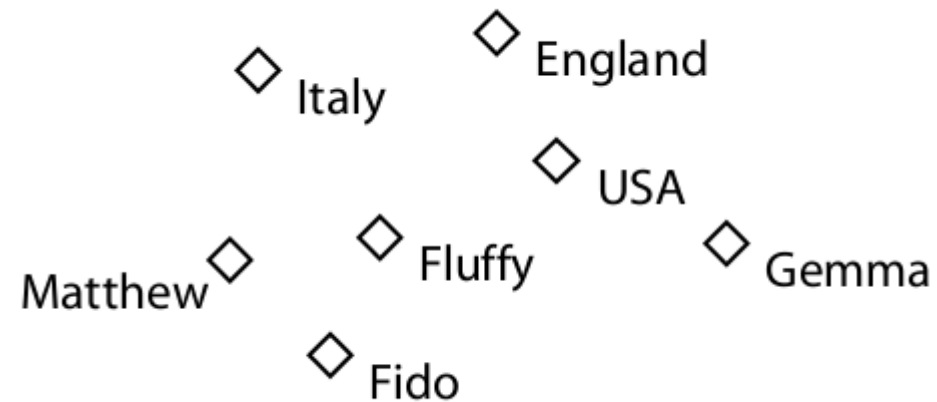 England
Italy
USA
Fluffy
Gemma
Matthew
Fido